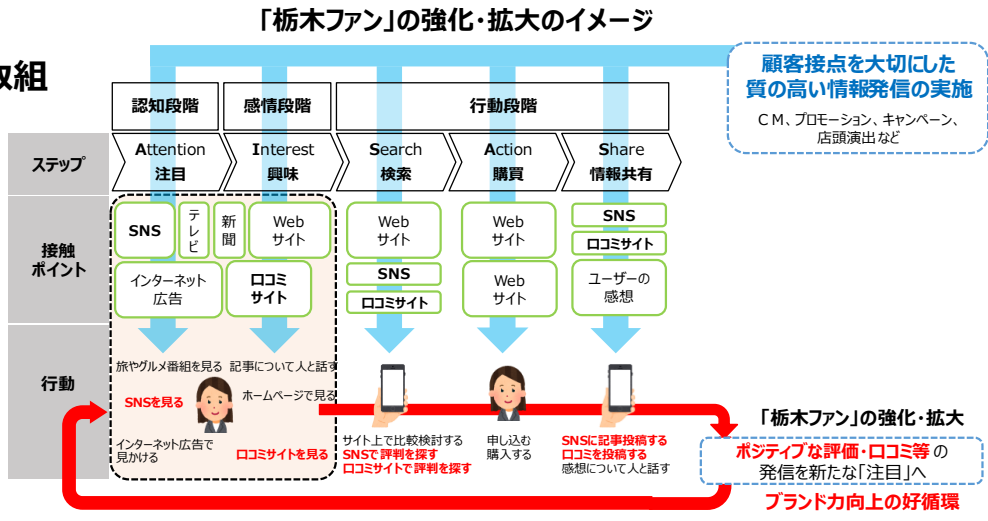 「栃木ファン」の強化・拡大のイメージ
取組
顧客接点を大切にした
質の高い情報発信の実施
ＣＭ、プロモーション、キャンペーン、
店頭演出など
認知段階
感情段階
行動段階
ステップ
Attention
注目
Interest
興味
Search
検索
Action
購買
Share
情報共有
接触
ポイント
SNS
テレビ
新聞
Web
サイト
インターネット
広告
口コミ
サイト
Web
サイト
SNS
口コミサイト
Web
サイト
Web
サイト
SNS
口コミサイト
ユーザーの
感想
行動
旅やグルメ番組を見る
記事について人と話す
SNSを見る
ホームページで見る
インターネット広告で
見かける
口コミサイトを見る
サイト上で比較検討する
SNSで評判を探す
口コミサイトで評判を探す
申し込む
購入する
SNSに記事投稿する
口コミを投稿する
感想について人と話す
「栃木ファン」の強化・拡大
ポジティブな評価・口コミ等の
発信を新たな「注目」へ
ブランド力向上の好循環